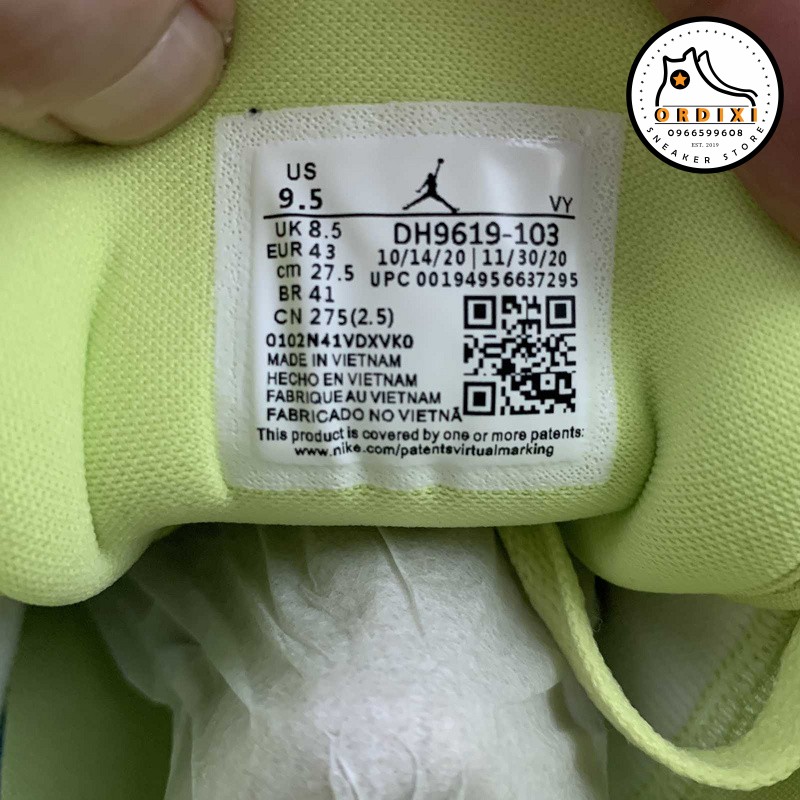 US
9.5
VY
UK 8.5
EUR 43
cm 27.5
BR 41
CN 275(2.5)
DH9619-103
10/14/20 | 11/30/20
UPC 00194956637295
0102N41VDXVK0
MADE IN VIETNAM
HECHO EN VIETNAM
FABRIQUE AU VIETNAM
FABRICADO NO VIETNÃ
This product is covered by one or more patents:
www.nike.com/patentsvirtualmarking
ORDIXI
0966599608
EST. 2019
SNEAKER STORE